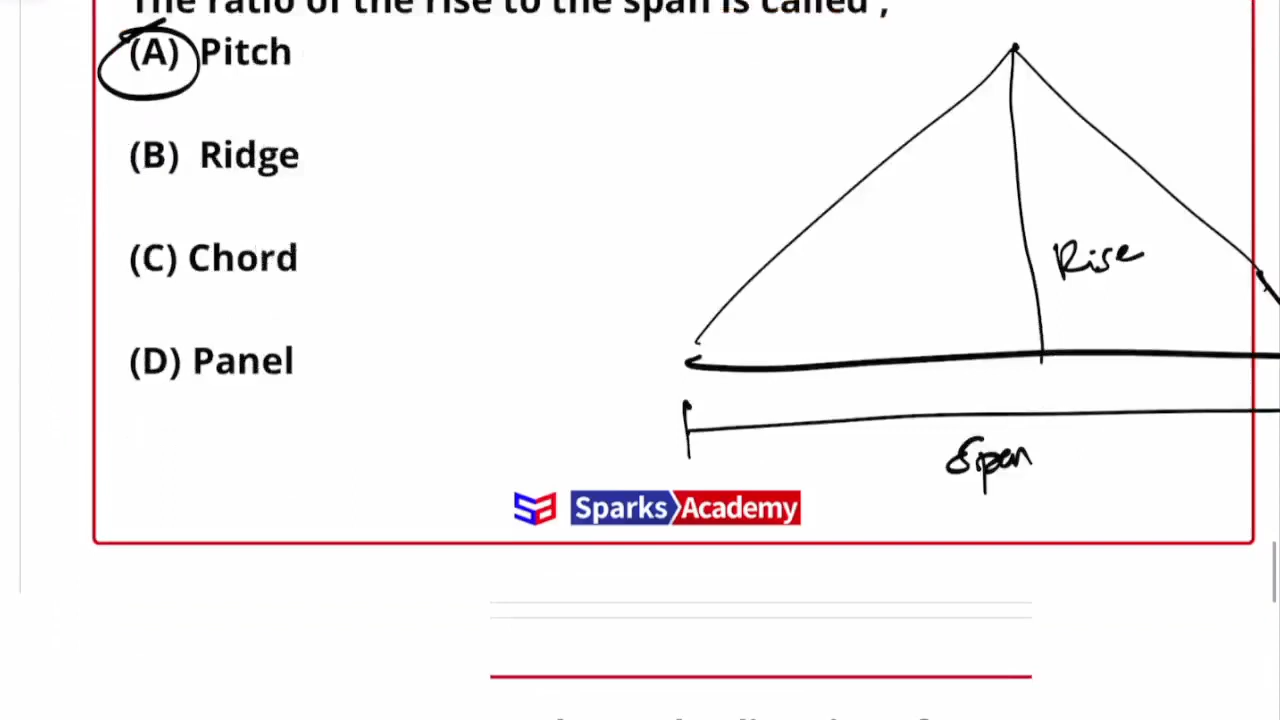 The ratio of the rise to the span is called ,
(A) Pitch
(B) Ridge
(C) Chord
(D) Panel
Rise
Span
Sparks Academy